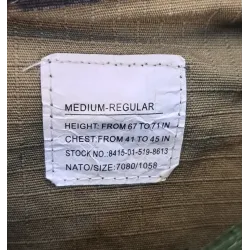 MEDIUM-REGULAR
HEIGHT: FROM 67 TO 71 IN
CHEST FROM 41 TO 45 IN
STOCK NO.:8415-01-519-8613
NATO/SIZE:7080/1058